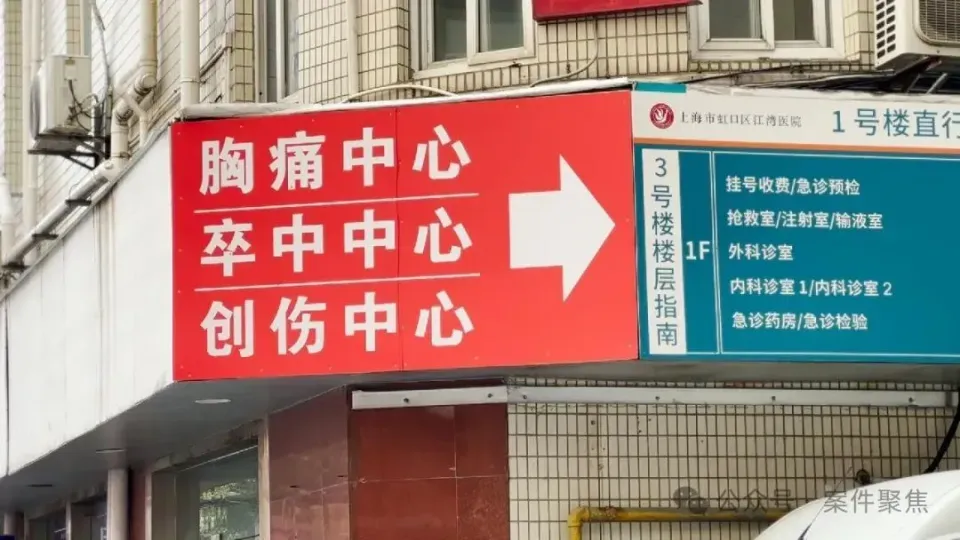 胸痛中心
卒中中心
创伤中心
上海市虹口区江湾医院
1号楼直行
3号楼楼层指南
1F
挂号收费/急诊预检
抢救室/注射室/输液室
外科诊室
内科诊室1/内科诊室2
急诊药房/急诊检验
公众号·案件聚焦